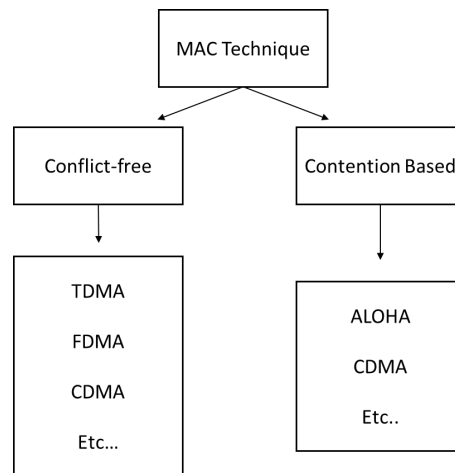 MAC Technique
Conflict-free
Contention Based
TDMA
FDMA
CDMA
Etc...
ALOHA
CDMA
Etc..